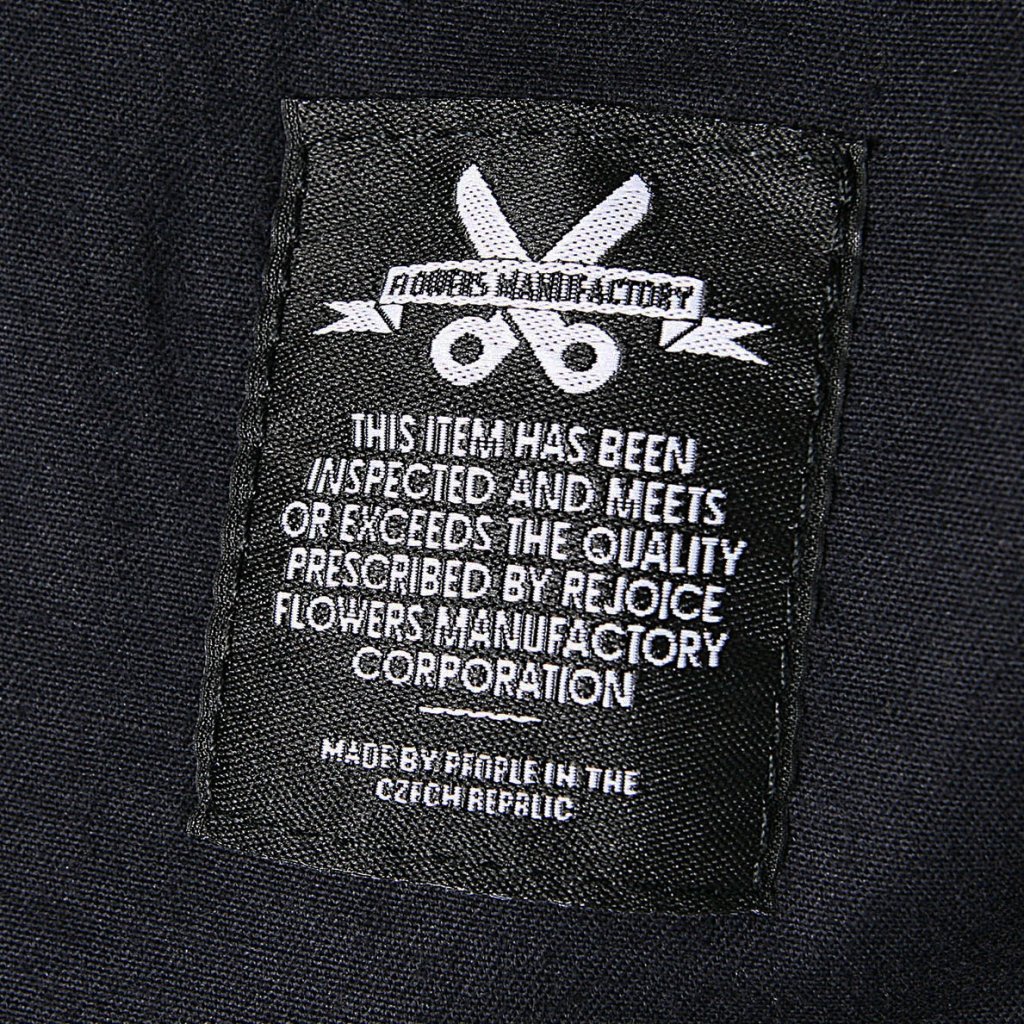 FLOWERS MANUFACTORY
THIS ITEM HAS BEEN
INSPECTED AND MEETS
OR EXCEEDS THE QUALITY
PRESCRIBED BY REJOICE
FLOWERS MANUFACTORY
CORPORATION
MADE BY PEOPLE IN THE
CZECH REPBLIC